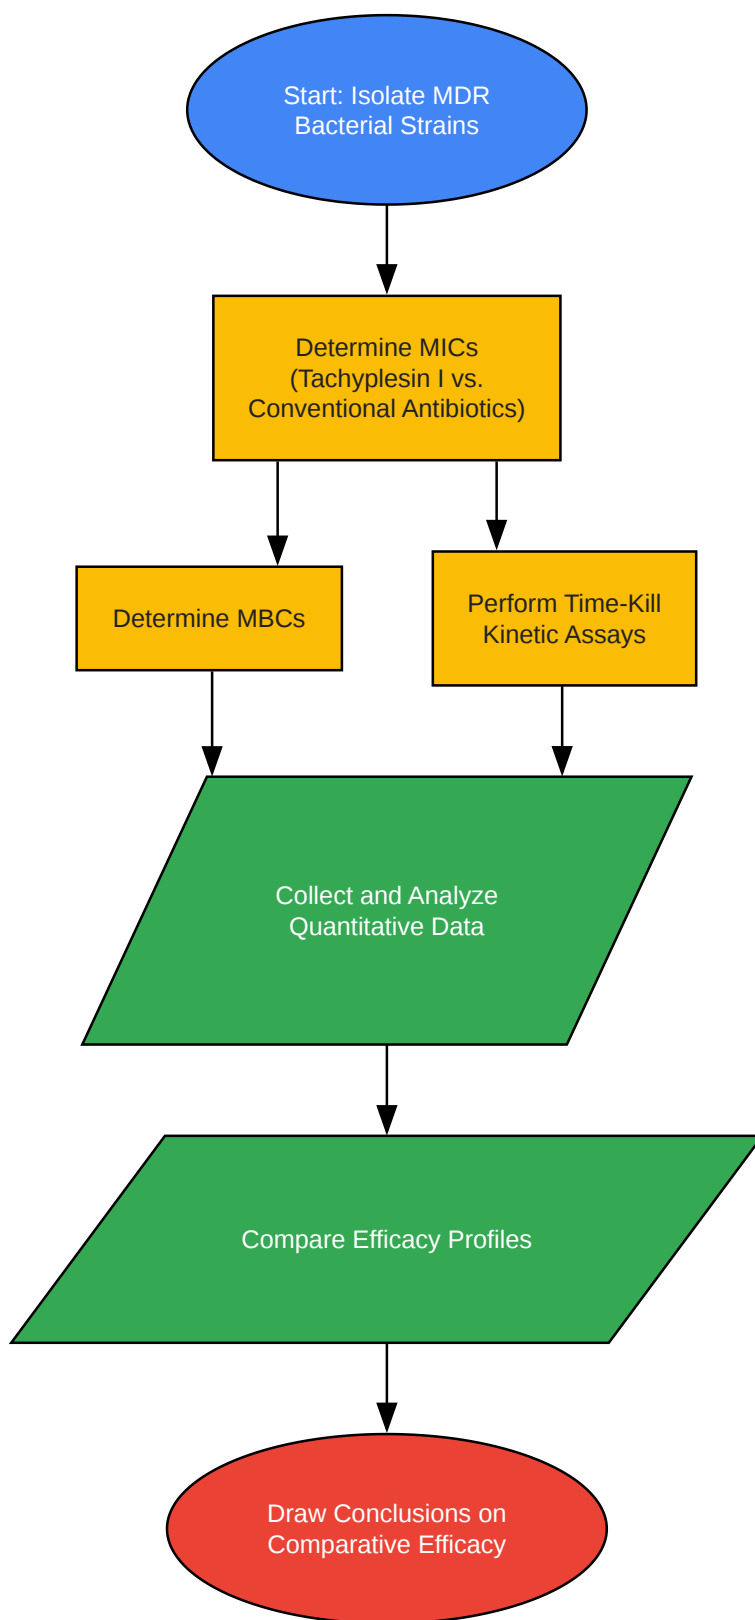 Start: Isolate MDR
Bacterial Strains
Determine MICs
(Tachyplesin I vs.
Conventional Antibiotics)
Determine MBCs
Perform Time-Kill
Kinetic Assays
Collect and Analyze
Quantitative Data
Compare Efficacy Profiles
Draw Conclusions on
Comparative Efficacy